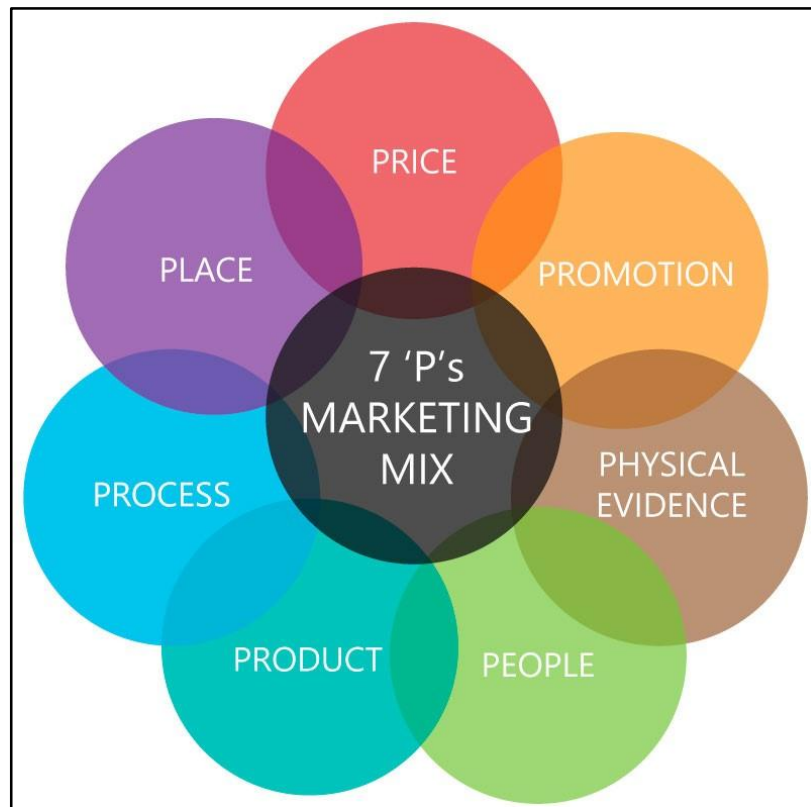 PRICE
PROMOTION
PHYSICAL
EVIDENCE
PEOPLE
PRODUCT
PROCESS
PLACE
7 ‘P’s
MARKETING
MIX